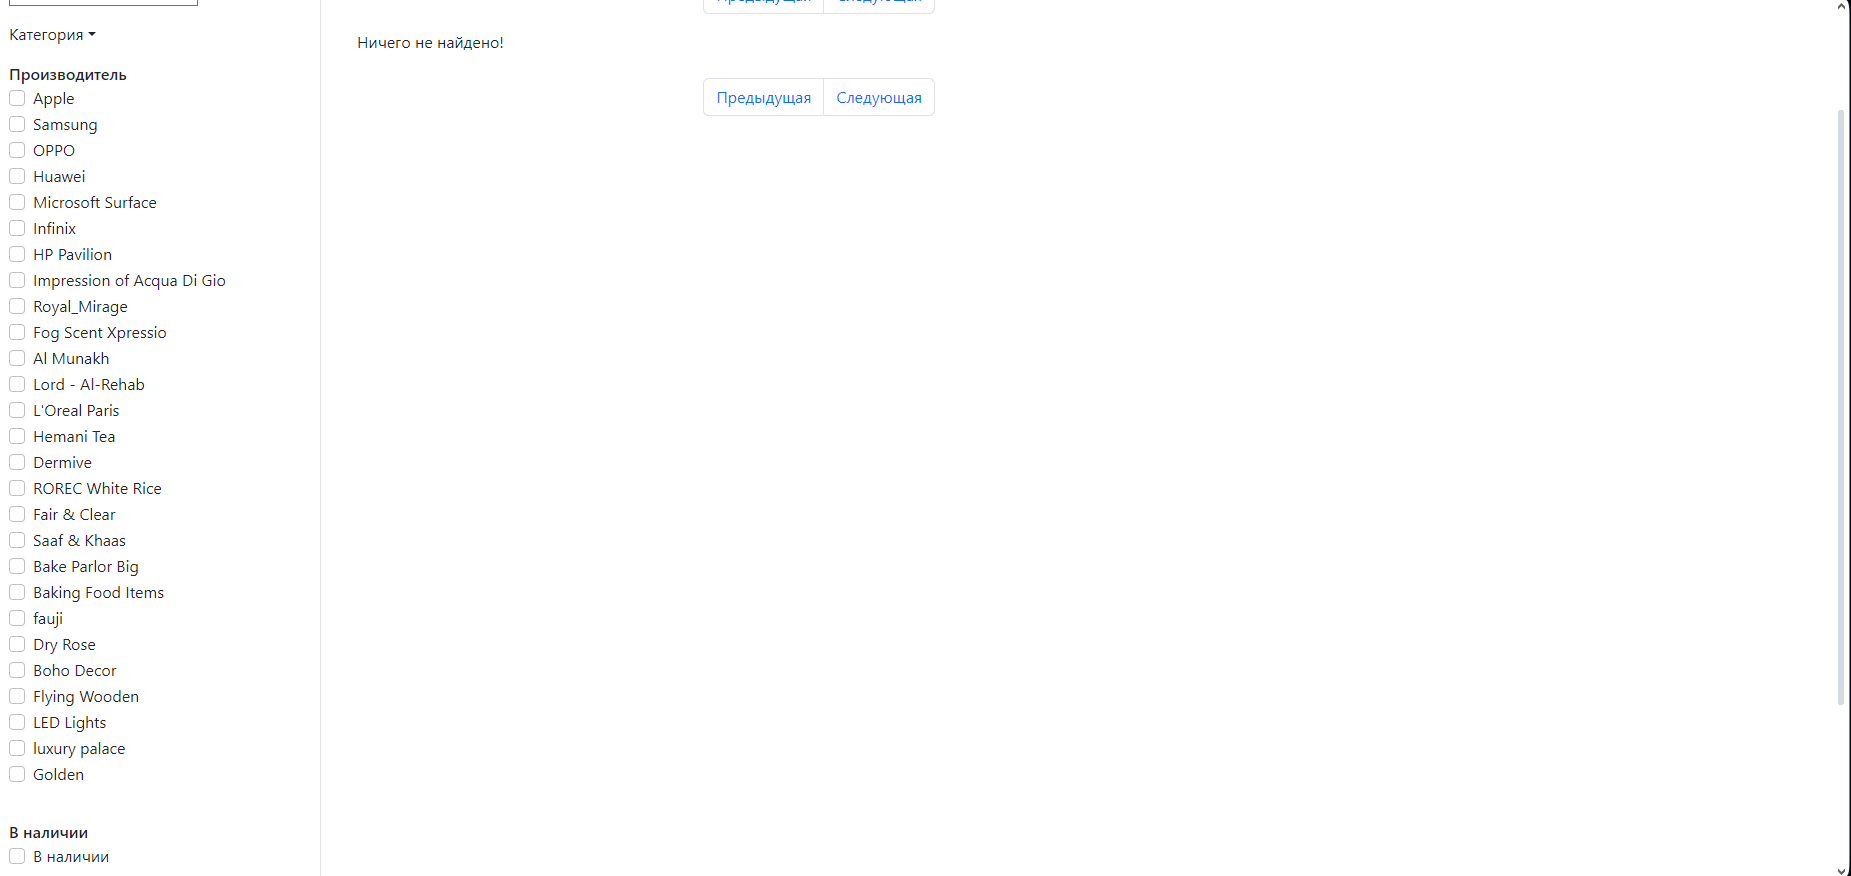 Категория
Производитель
Apple
Samsung
OPPO
Huawei
Microsoft Surface
Infinix
HP Pavilion
Impression of Acqua Di Gio
Royal_Mirage
Fog Scent Xpressio
Al Munakh
Lord - Al-Rehab
L'Oreal Paris
Hemani Tea
Dermive
ROREC White Rice
Fair & Clear
Saaf & Khaas
Bake Parlor Big
Baking Food Items
fauji
Dry Rose
Boho Decor
Flying Wooden
LED Lights
luxury palace
Golden
В наличии
В наличии
Предыдущая Следующая
Ничего не найдено!
Предыдущая Следующая